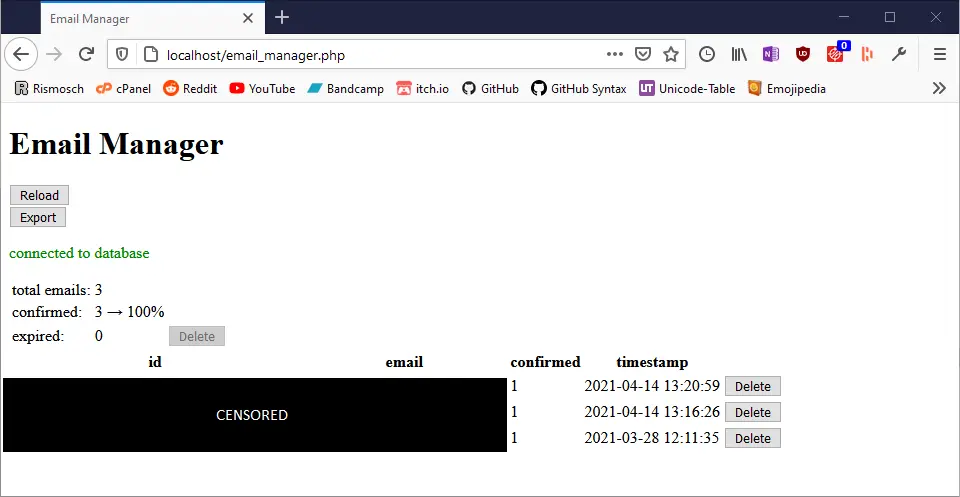 Email Manager
localhost/email_manager.php
0
Rismosch cPanel Reddit YouTube Bandcamp itch.io GitHub GitHub Syntax Unicode-Table Emojipedia
Email Manager
Reload
Export
connected to database
total emails: 3
confirmed: 3 → 100%
expired: 0 Delete
id email confirmed timestamp
1 2021-04-14 13:20:59 Delete
CENSORED 1 2021-04-14 13:16:26 Delete
1 2021-03-28 12:11:35 Delete